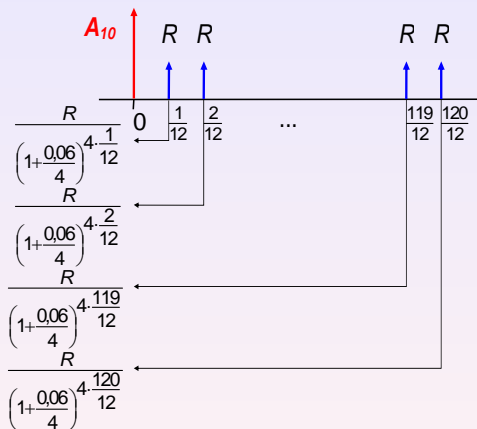 A₁₀ R R R R
0 1/12 2/12 ... 119/12 120/12
R/(1+0,06/4)^(4·1/12)
R/(1+0,06/4)^(4·2/12)
R/(1+0,06/4)^(4·119/12)
R/(1+0,06/4)^(4·120/12)